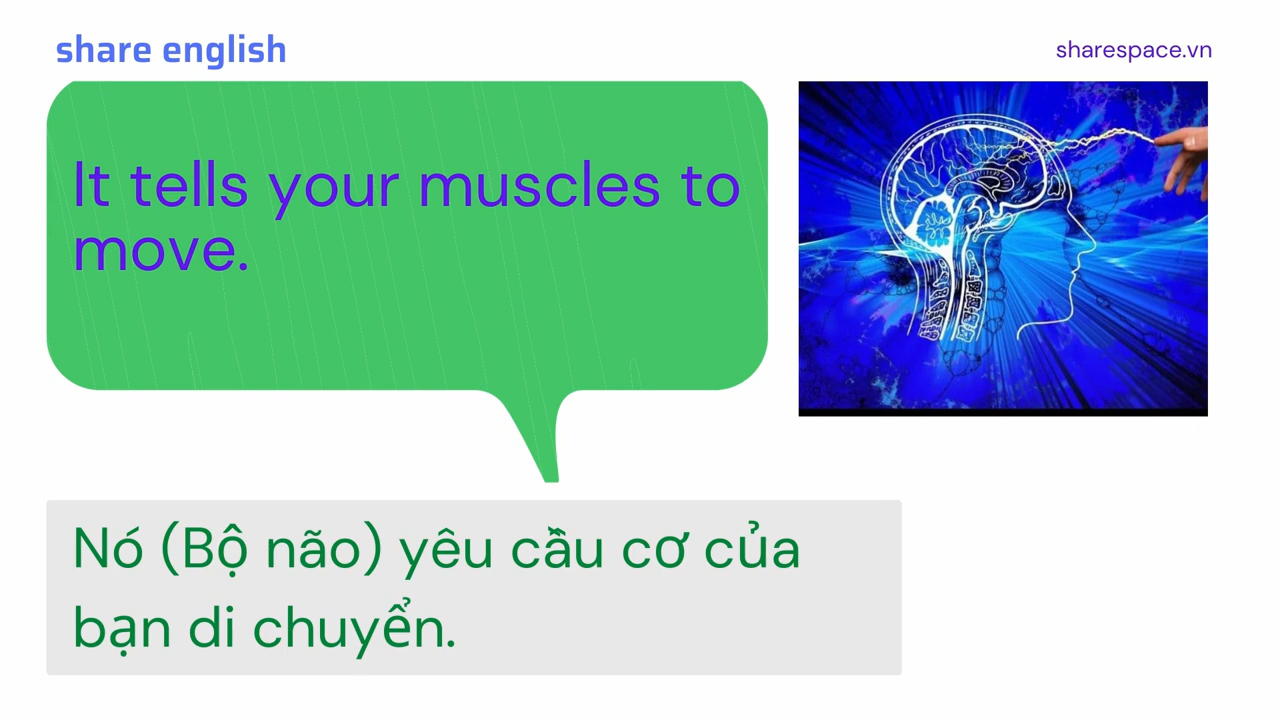 share english
sharespace.vn
It tells your muscles to
move.
Nó (Bộ não) yêu cầu cơ của
bạn di chuyển.